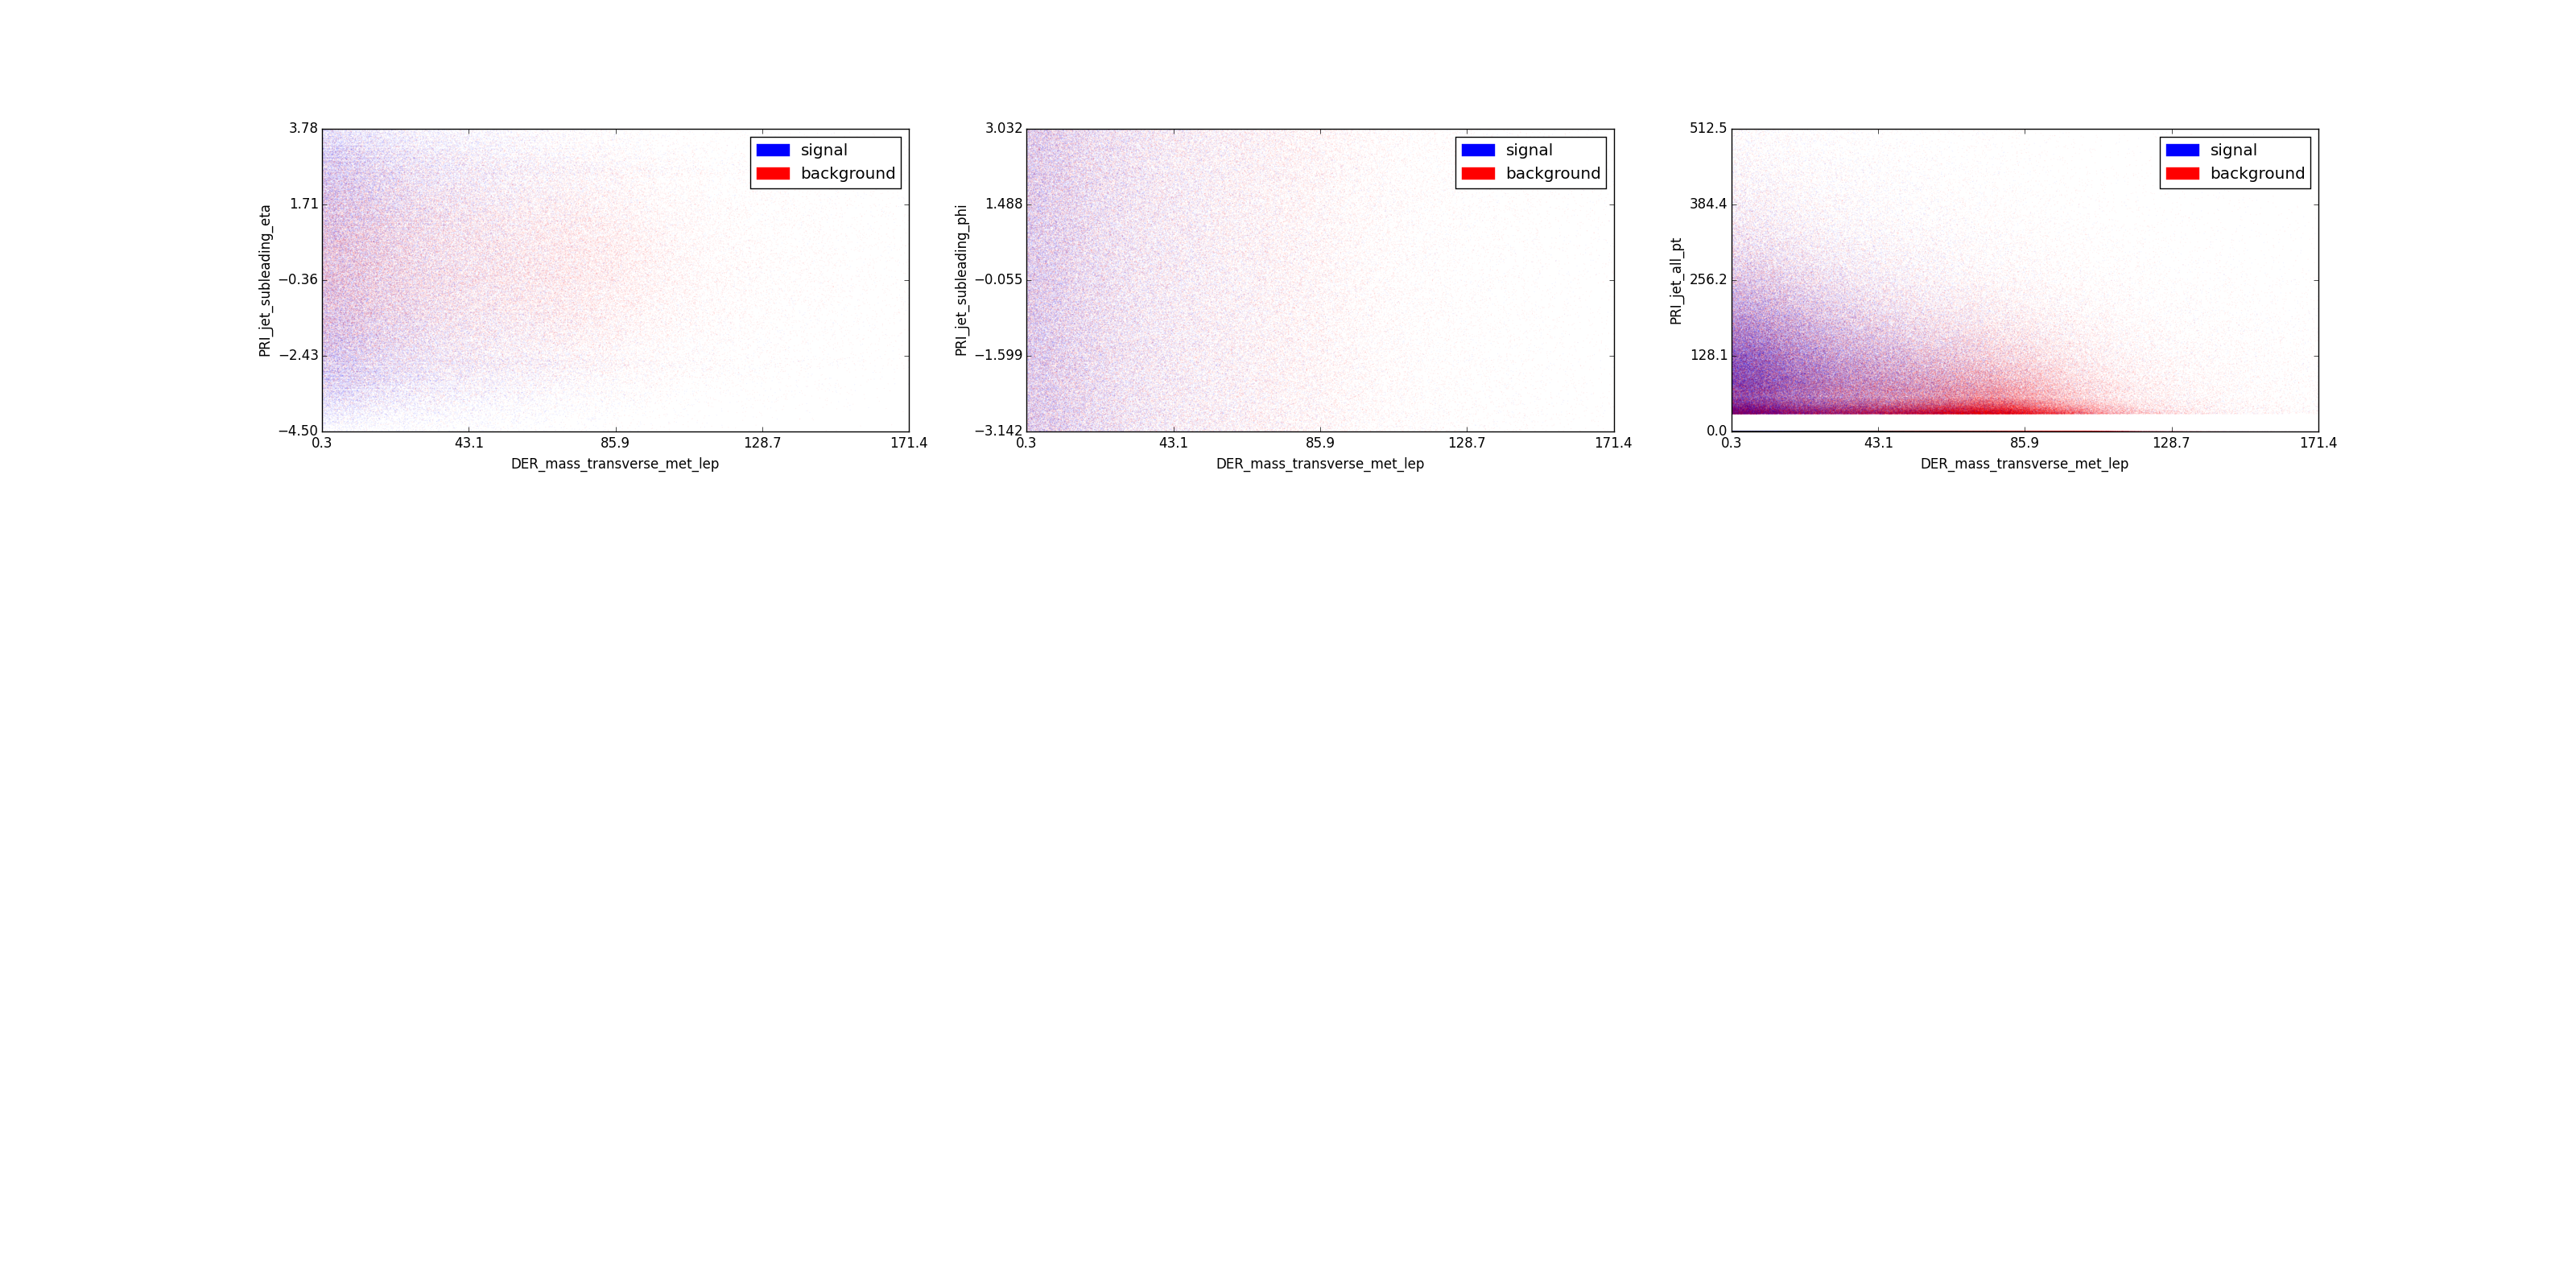 3.78
1.71
−0.36
−2.43
−4.50
PRI_jet_subleading_eta
signal
background
0.3
43.1
85.9
128.7
171.4
DER_mass_transverse_met_lep
3.032
1.488
−0.055
−1.599
−3.142
PRI_jet_subleading_phi
signal
background
0.3
43.1
85.9
128.7
171.4
DER_mass_transverse_met_lep
512.5
384.4
256.2
128.1
0.0
PRI_jet_all_pt
signal
background
0.3
43.1
85.9
128.7
171.4
DER_mass_transverse_met_lep